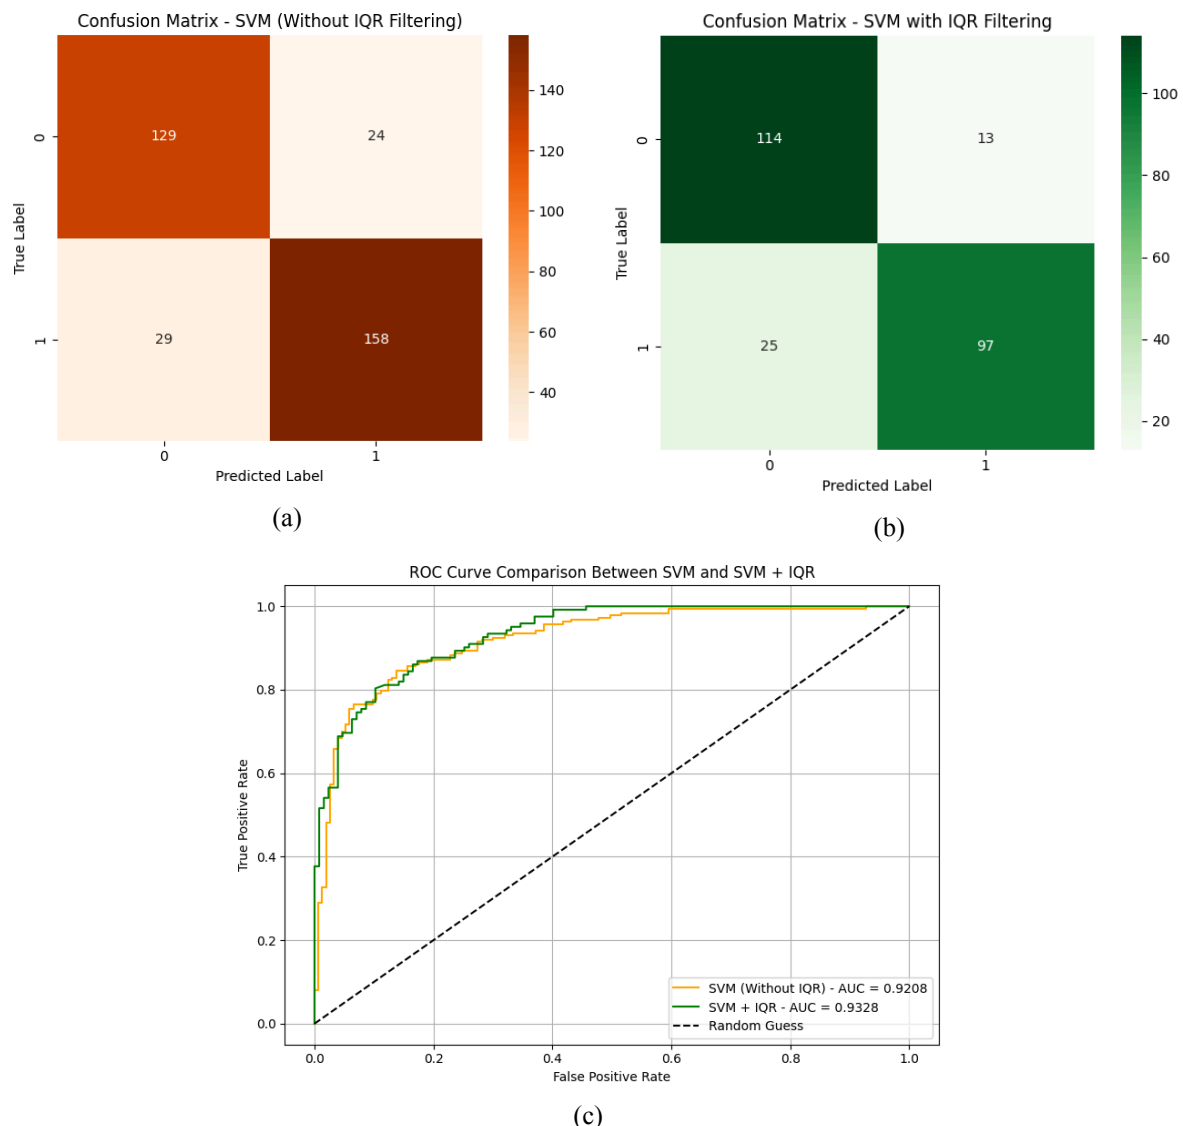 Confusion Matrix - SVM (Without IQR Filtering)
True Label
0
1
129
24
29
158
0
1
Predicted Label
140
120
100
80
60
40
(a)
Confusion Matrix - SVM with IQR Filtering
True Label
0
1
114
13
25
97
0
1
Predicted Label
100
80
60
40
20
(b)
ROC Curve Comparison Between SVM and SVM + IQR
True Positive Rate
1.0
0.8
0.6
0.4
0.2
0.0
SVM (Without IQR) - AUC = 0.9208
SVM + IQR - AUC = 0.9328
Random Guess
0.0
0.2
0.4
0.6
0.8
1.0
False Positive Rate
(c)